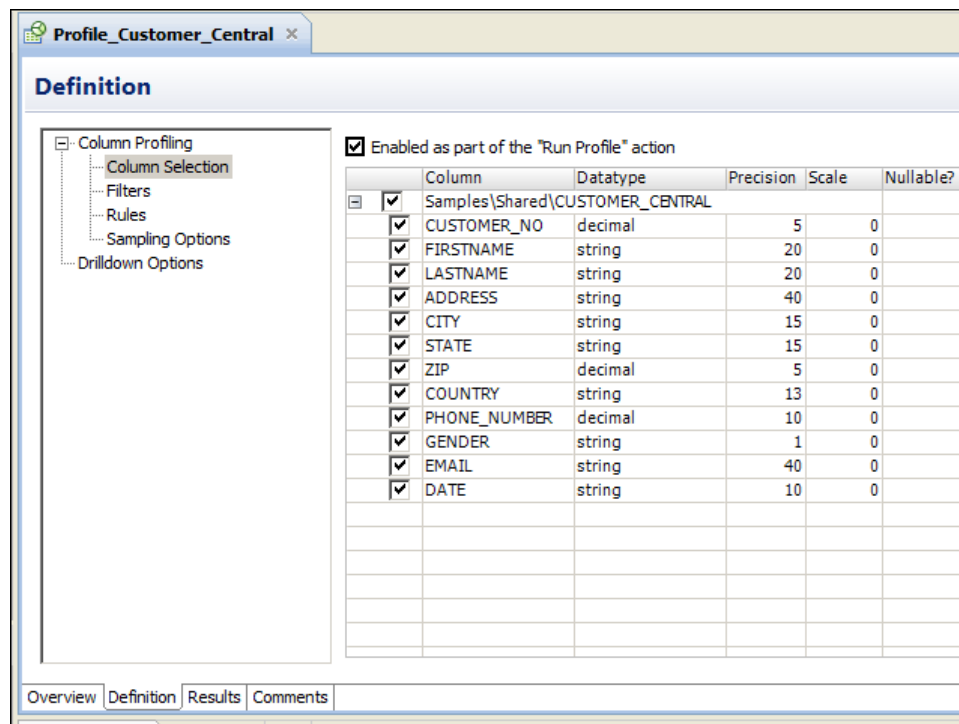 Profile_Customer_Central
Definition
Column Profiling
Column Selection
Filters
Rules
Sampling Options
Drilldown Options
Enabled as part of the "Run Profile" action
Column Datatype Precision Scale Nullable?
Samples\Shared\CUSTOMER_CENTRAL
CUSTOMER_NO decimal 5 0
FIRSTNAME string 20 0
LASTNAME string 20 0
ADDRESS string 40 0
CITY string 15 0
STATE string 15 0
ZIP decimal 5 0
COUNTRY string 13 0
PHONE_NUMBER decimal 10 0
GENDER string 1 0
EMAIL string 40 0
DATE string 10 0
Overview Definition Results Comments